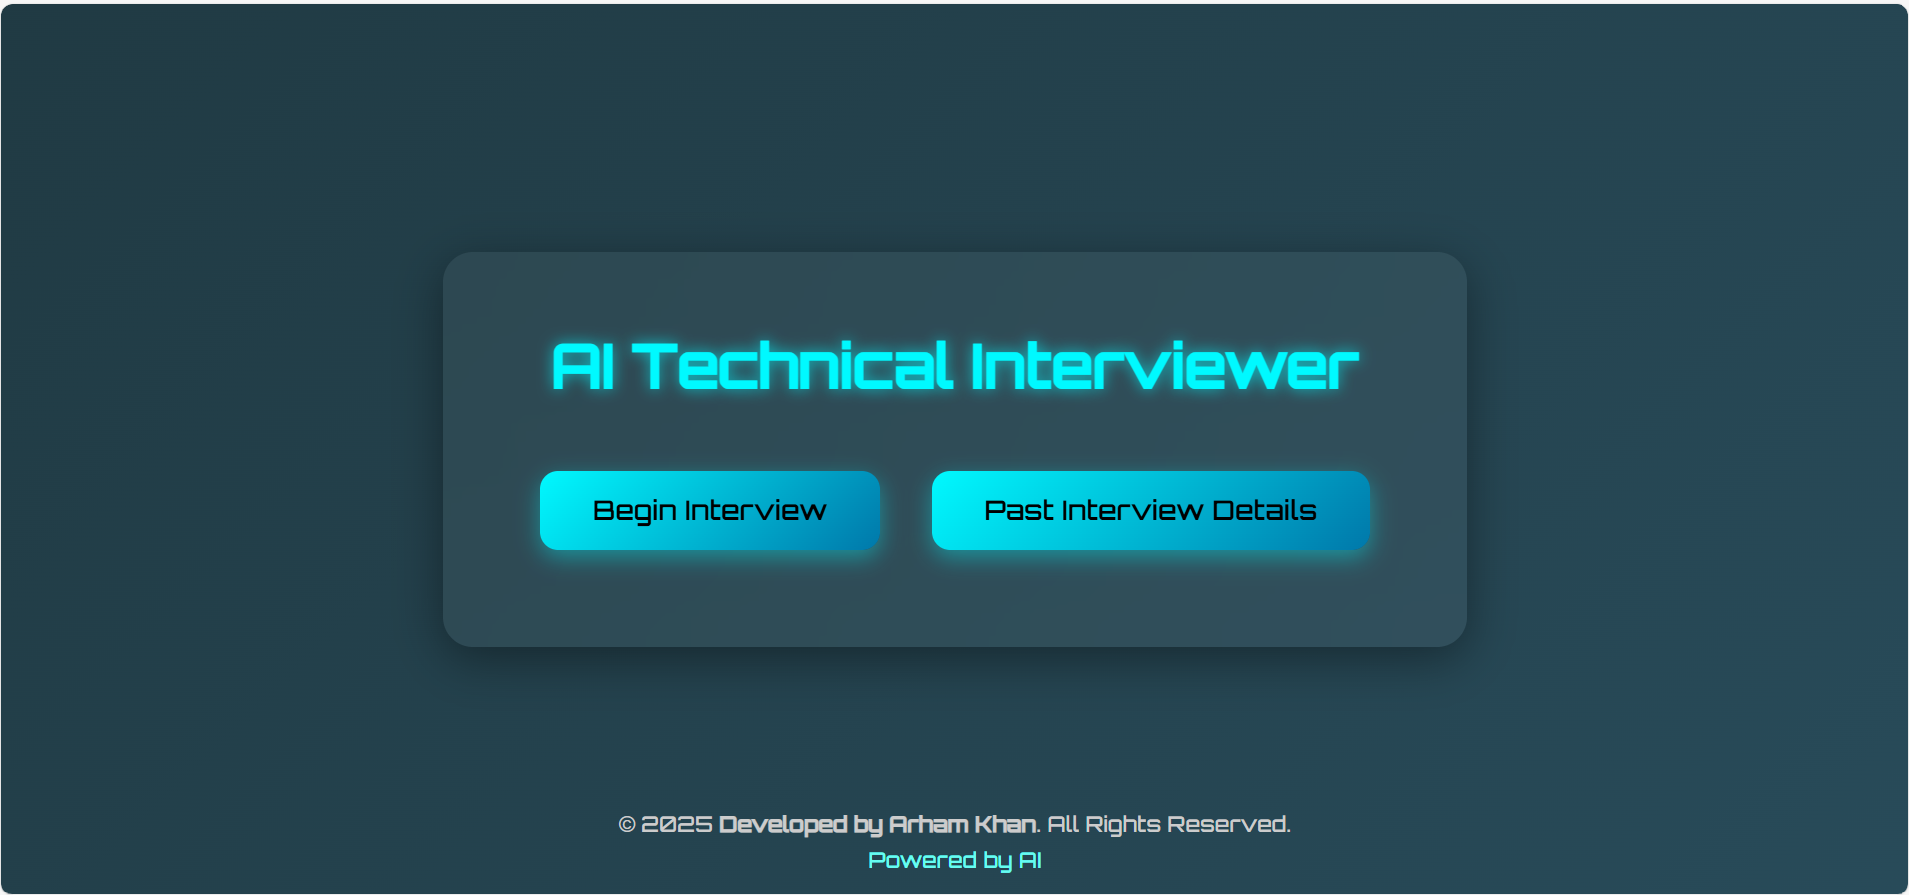 AI Technical Interviewer
Begin Interview
Past Interview Details
© 2025 Developed by Arham Khan. All Rights Reserved.
Powered by AI